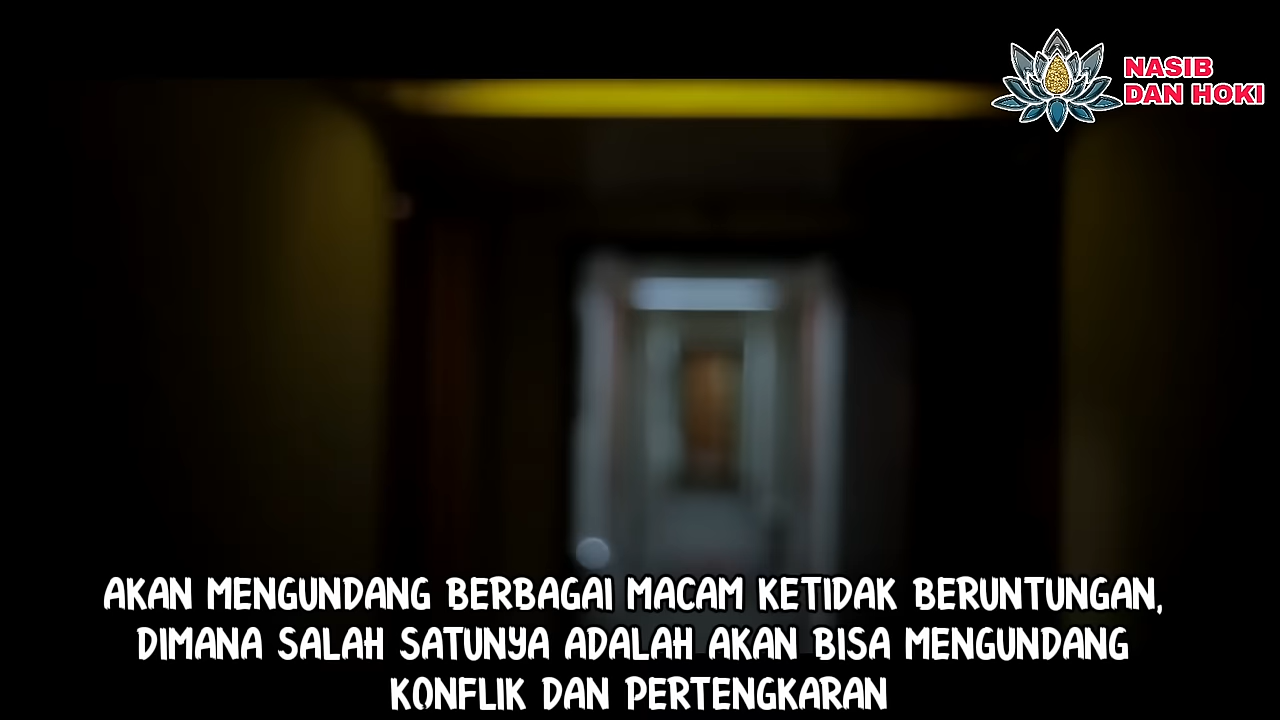 NASIB
DAN HOKI
AKAN MENGUNDANG BERBAGAI MACAM KETIDAK BERUNTUNGAN,
DIMANA SALAH SATUNYA ADALAH AKAN BISA MENGUNDANG
KONFLIK DAN PERTENGKARAN